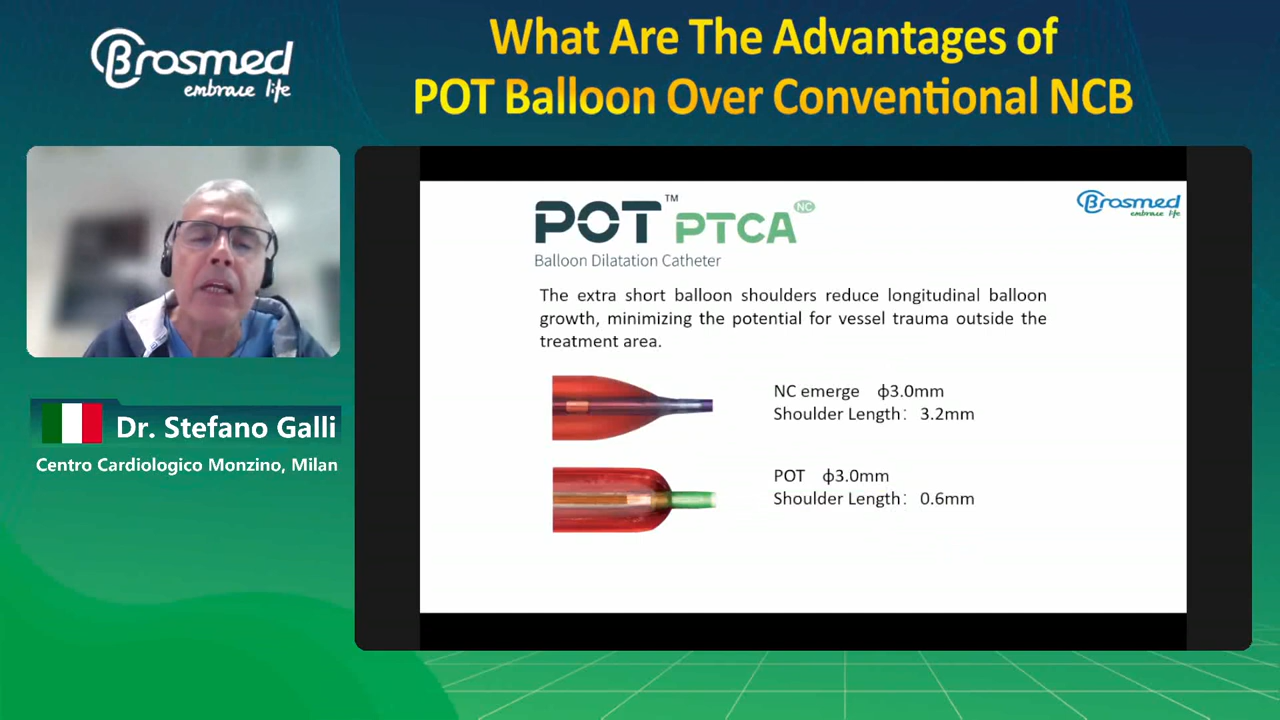 Brosmed
embrace life
What Are The Advantages of
POT Balloon Over Conventional NCB
Dr. Stefano Galli
Centro Cardiologico Monzino, Milan
POT™ PTCA NC
Balloon Dilatation Catheter
Brosmed
embrace life
The extra short balloon shoulders reduce longitudinal balloon
growth, minimizing the potential for vessel trauma outside the
treatment area.
NC emerge ф3.0mm
Shoulder Length: 3.2mm
POT ф3.0mm
Shoulder Length: 0.6mm